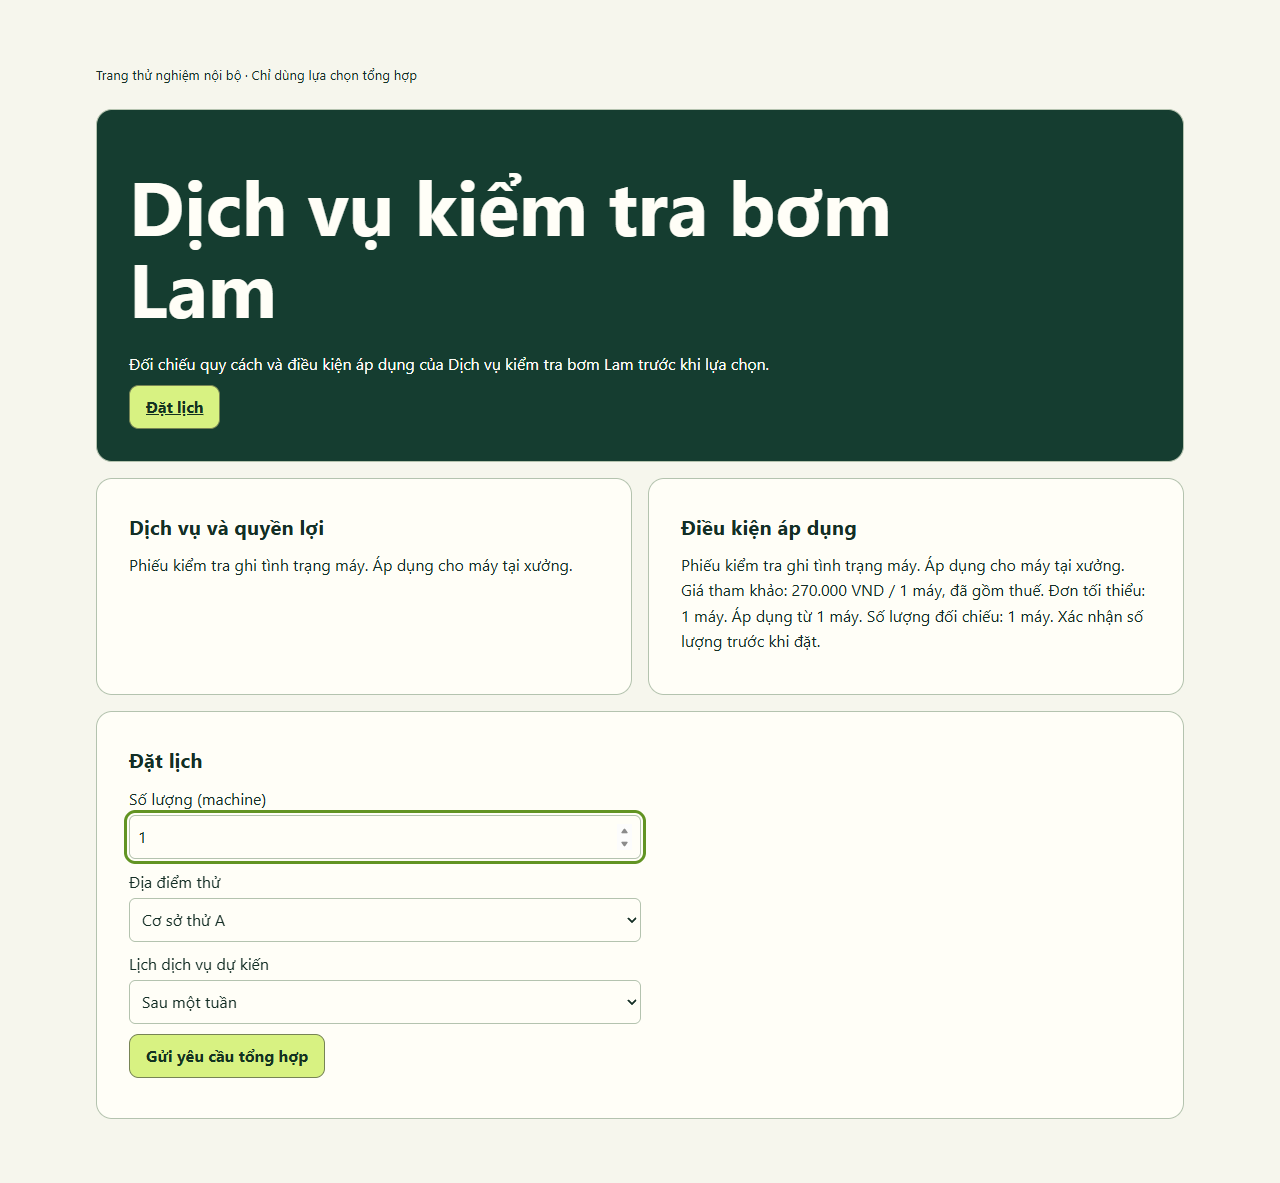 Trang thử nghiệm nội bộ · Chỉ dùng lựa chọn tổng hợp
Dịch vụ kiểm tra bơm
Lam
Đối chiếu quy cách và điều kiện áp dụng của Dịch vụ kiểm tra bơm Lam trước khi lựa chọn.
Đặt lịch
Dịch vụ và quyền lợi
Phiếu kiểm tra ghi tình trạng máy. Áp dụng cho máy tại xưởng.
Điều kiện áp dụng
Phiếu kiểm tra ghi tình trạng máy. Áp dụng cho máy tại xưởng.
Giá tham khảo: 270.000 VND / 1 máy, đã gồm thuế. Đơn tối thiểu:
1 máy. Áp dụng từ 1 máy. Số lượng đối chiếu: 1 máy. Xác nhận số
lượng trước khi đặt.
Đặt lịch
Số lượng (machine)
1
Địa điểm thử
Cơ sở thử A
Lịch dịch vụ dự kiến
Sau một tuần
Gửi yêu cầu tổng hợp